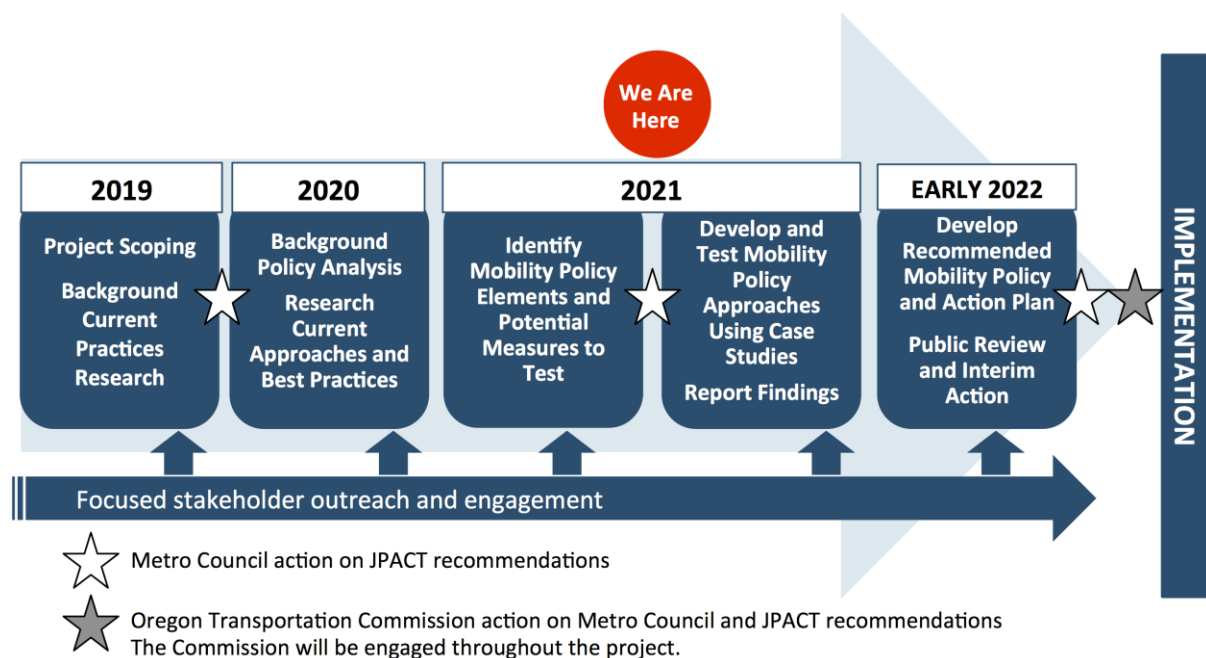 We Are
Here
2019
Project Scoping
Background
Current
Practices
Research
2020
Background
Policy Analysis
Research
Current
Approaches and
Best Practices
2021
Identify
Mobility Policy
Elements and
Potential
Measures to
Test
Develop and
Test Mobility
Policy
Approaches
Using Case
Studies
Report Findings
EARLY 2022
Develop
Recommended
Mobility Policy
and Action Plan
Public Review
and Interim
Action
IMPLEMENTATION
Focused stakeholder outreach and engagement
Metro Council action on JPACT recommendations
Oregon Transportation Commission action on Metro Council and JPACT recommendations
The Commission will be engaged throughout the project.